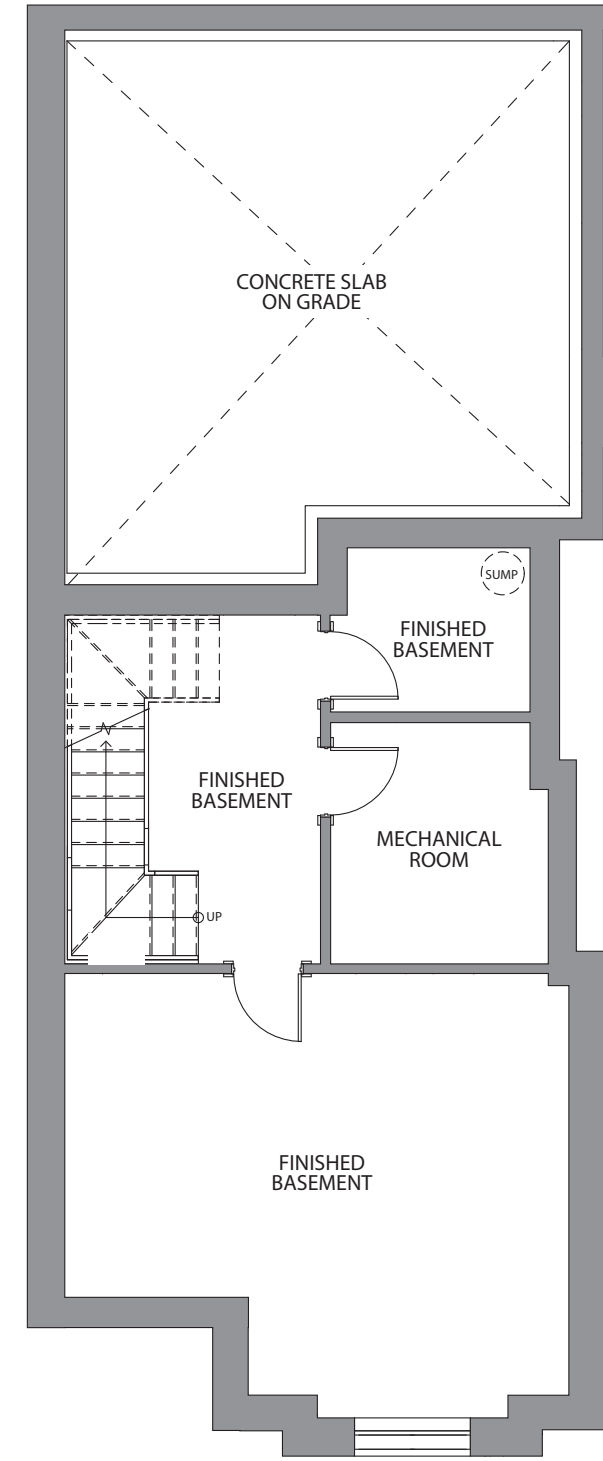 CONCRETE SLAB
ON GRADE
SUMP
FINISHED
BASEMENT
FINISHED
BASEMENT
MECHANICAL
ROOM
UP
FINISHED
BASEMENT